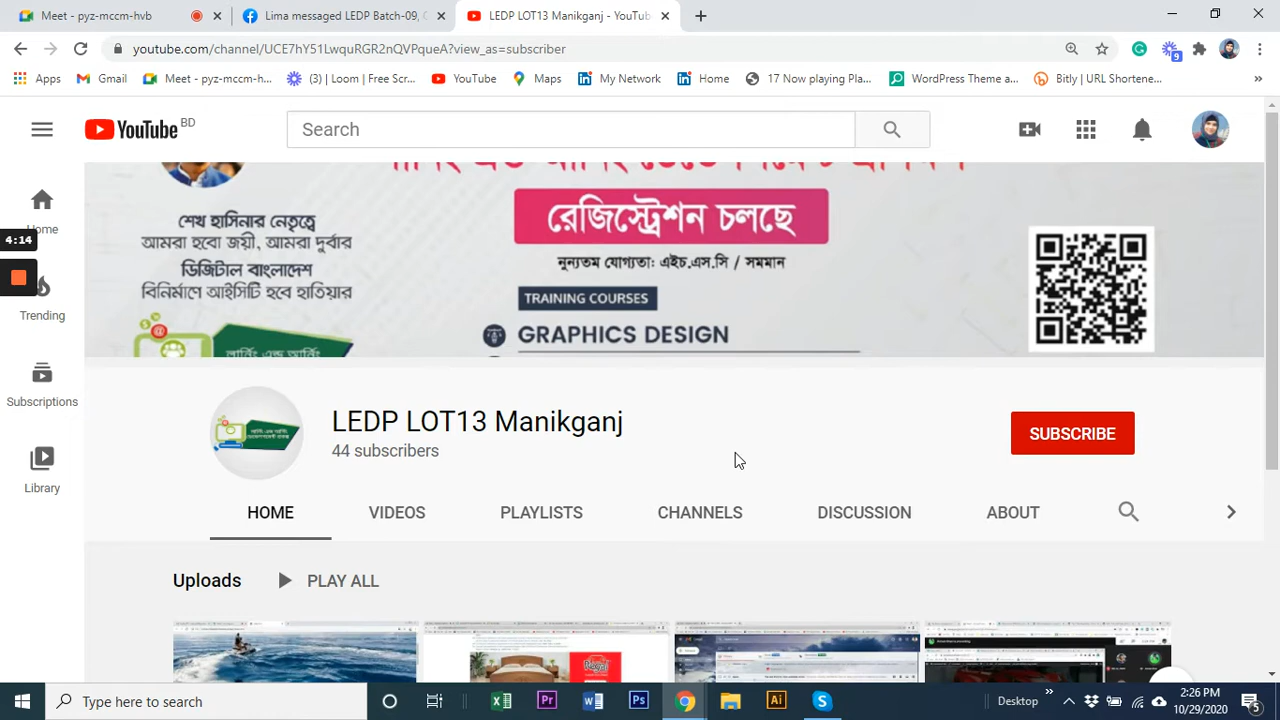 Meet - pyz-mccm-hvb
Lima messaged LEDP Batch-09, C
LEDP LOT13 Manikganj - YouTub
youtube.com/channel/UCE7hY51LwquRGR2nQVPqueA?view_as=subscriber
9
Apps
Gmail
Meet - pyz-mccm-h...
(3) | Loom | Free Scr...
YouTube
Maps
My Network
Home
17 Now playing Pla...
WordPress Theme a...
Bitly | URL Shortene...
YouTube BD
Search
Home
4:14
Trending
Subscriptions
Library
রেজিস্ট্রেশন চলছে
শেখ হাসিনার নেতৃত্বে
আমরা হবো জয়ী, আমরা দুর্বার
ডিজিটাল বাংলাদেশ
বিনির্মাণে আইসিটি হবে হাতিয়ার
ন্যূনতম যোগ্যতা: এইচ.এস.সি / সমমান
TRAINING COURSES
GRAPHICS DESIGN
লার্নিং এন্ড আর্নিং
LEDP LOT13 Manikganj
44 subscribers
SUBSCRIBE
HOME
VIDEOS
PLAYLISTS
CHANNELS
DISCUSSION
ABOUT
Uploads
PLAY ALL
Type here to search
Desktop
2:26 PM
10/29/2020
5